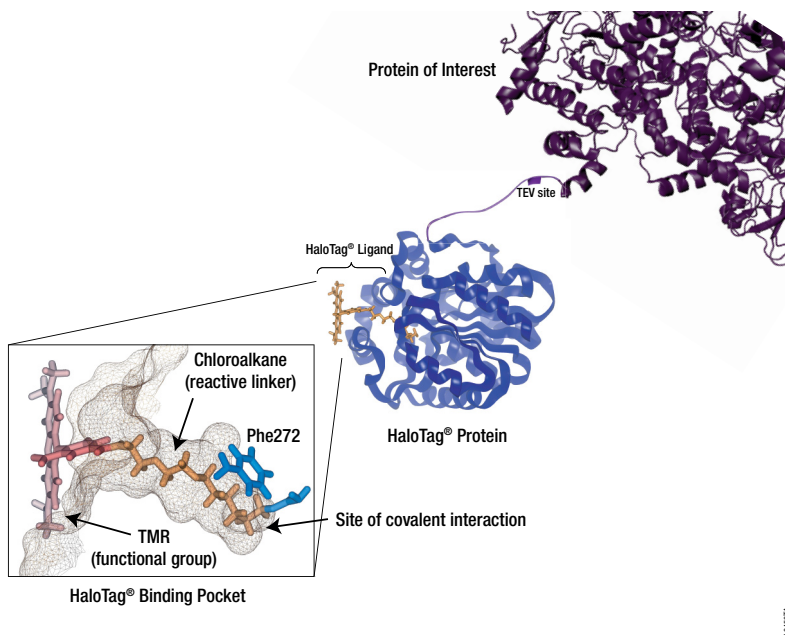 Protein of Interest
TEV site
HaloTag® Ligand
HaloTag® Protein
Chloroalkane
(reactive linker)
Phe272
Site of covalent interaction
TMR
(functional group)
HaloTag® Binding Pocket